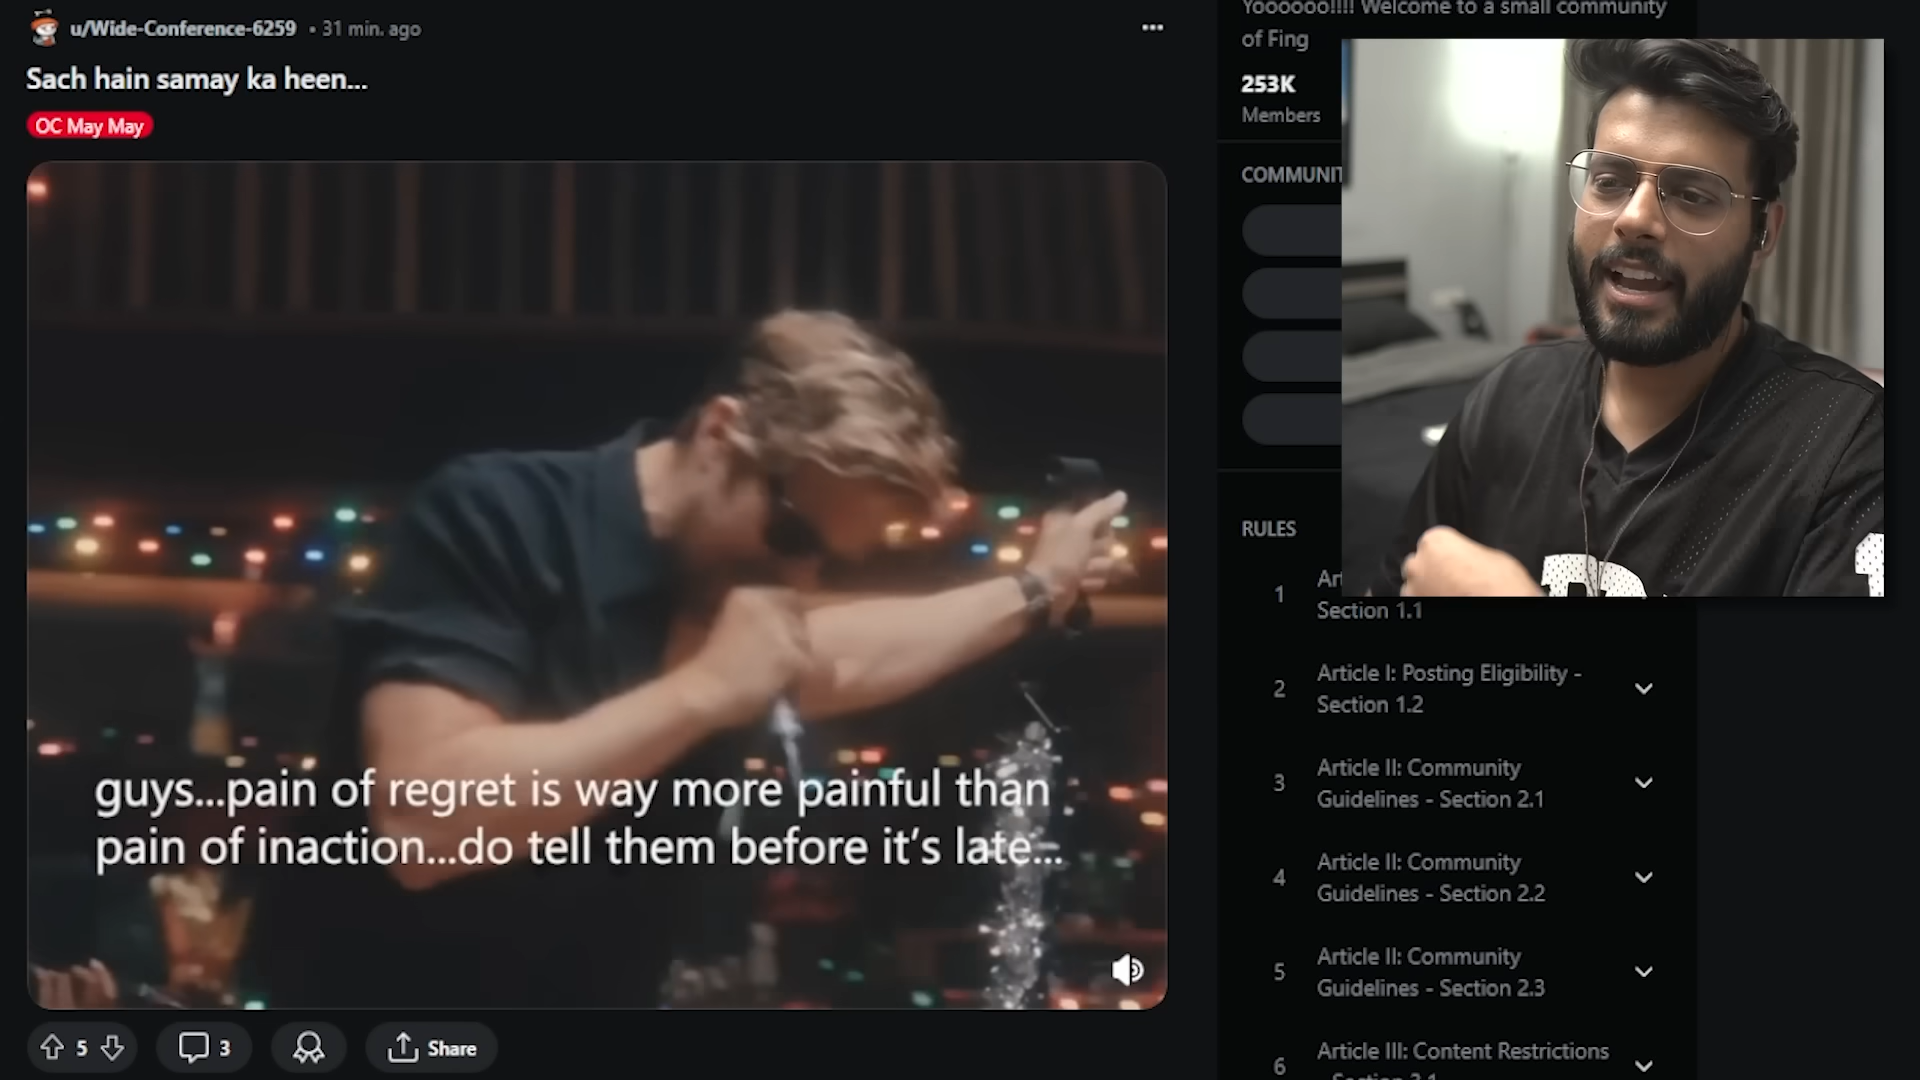 u/Wide-Conference-6259 • 31 min. ago
Sach hain samay ka heen...
OC May May
guys...pain of regret is way more painful than
pain of inaction...do tell them before it's late...
5
3
Share
Yoooooo!!!! Welcome to a small community
of Fing
253K
Members
COMMUNIT
RULES
1
Section 1.1
2
Article I: Posting Eligibility -
Section 1.2
3
Article II: Community
Guidelines - Section 2.1
4
Article II: Community
Guidelines - Section 2.2
5
Article II: Community
Guidelines - Section 2.3
6
Article III: Content Restrictions